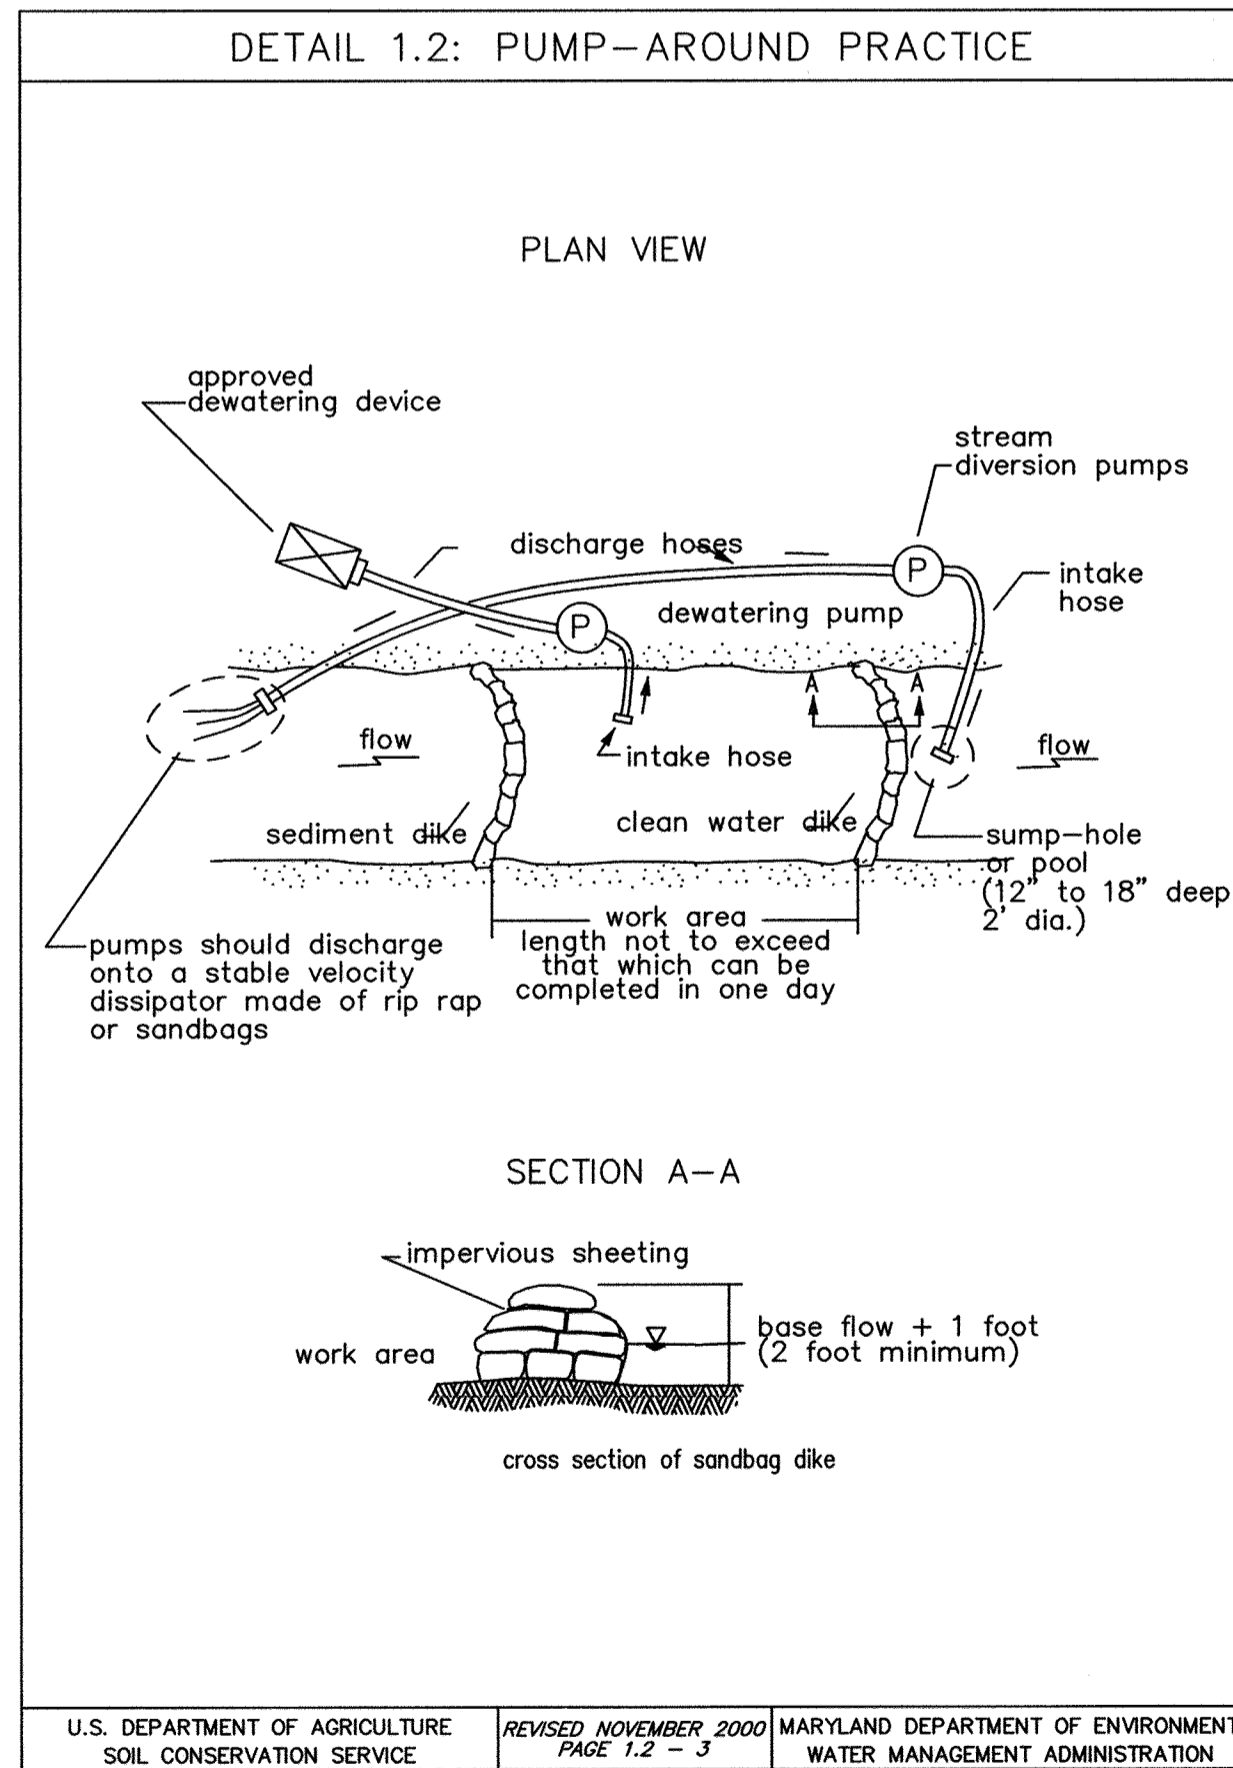 DETAIL 1.2: PUMP-AROUND PRACTICE
PLAN VIEW
approved
dewatering device
stream
diversion pumps
discharge hoses
P
intake
hose
dewatering pump
P
A A
flow
intake hose
flow
sediment dike
clean water dike
sump-hole
or pool
(12" to 18" deep
2' dia.)
work area
length not to exceed
that which can be
completed in one day
pumps should discharge
onto a stable velocity
dissipator made of rip rap
or sandbags
SECTION A-A
impervious sheeting
work area
base flow + 1 foot
(2 foot minimum)
cross section of sandbag dike
U.S. DEPARTMENT OF AGRICULTURE
SOIL CONSERVATION SERVICE
REVISED NOVEMBER 2000
PAGE 1.2 - 3
MARYLAND DEPARTMENT OF ENVIRONMENT
WATER MANAGEMENT ADMINISTRATION